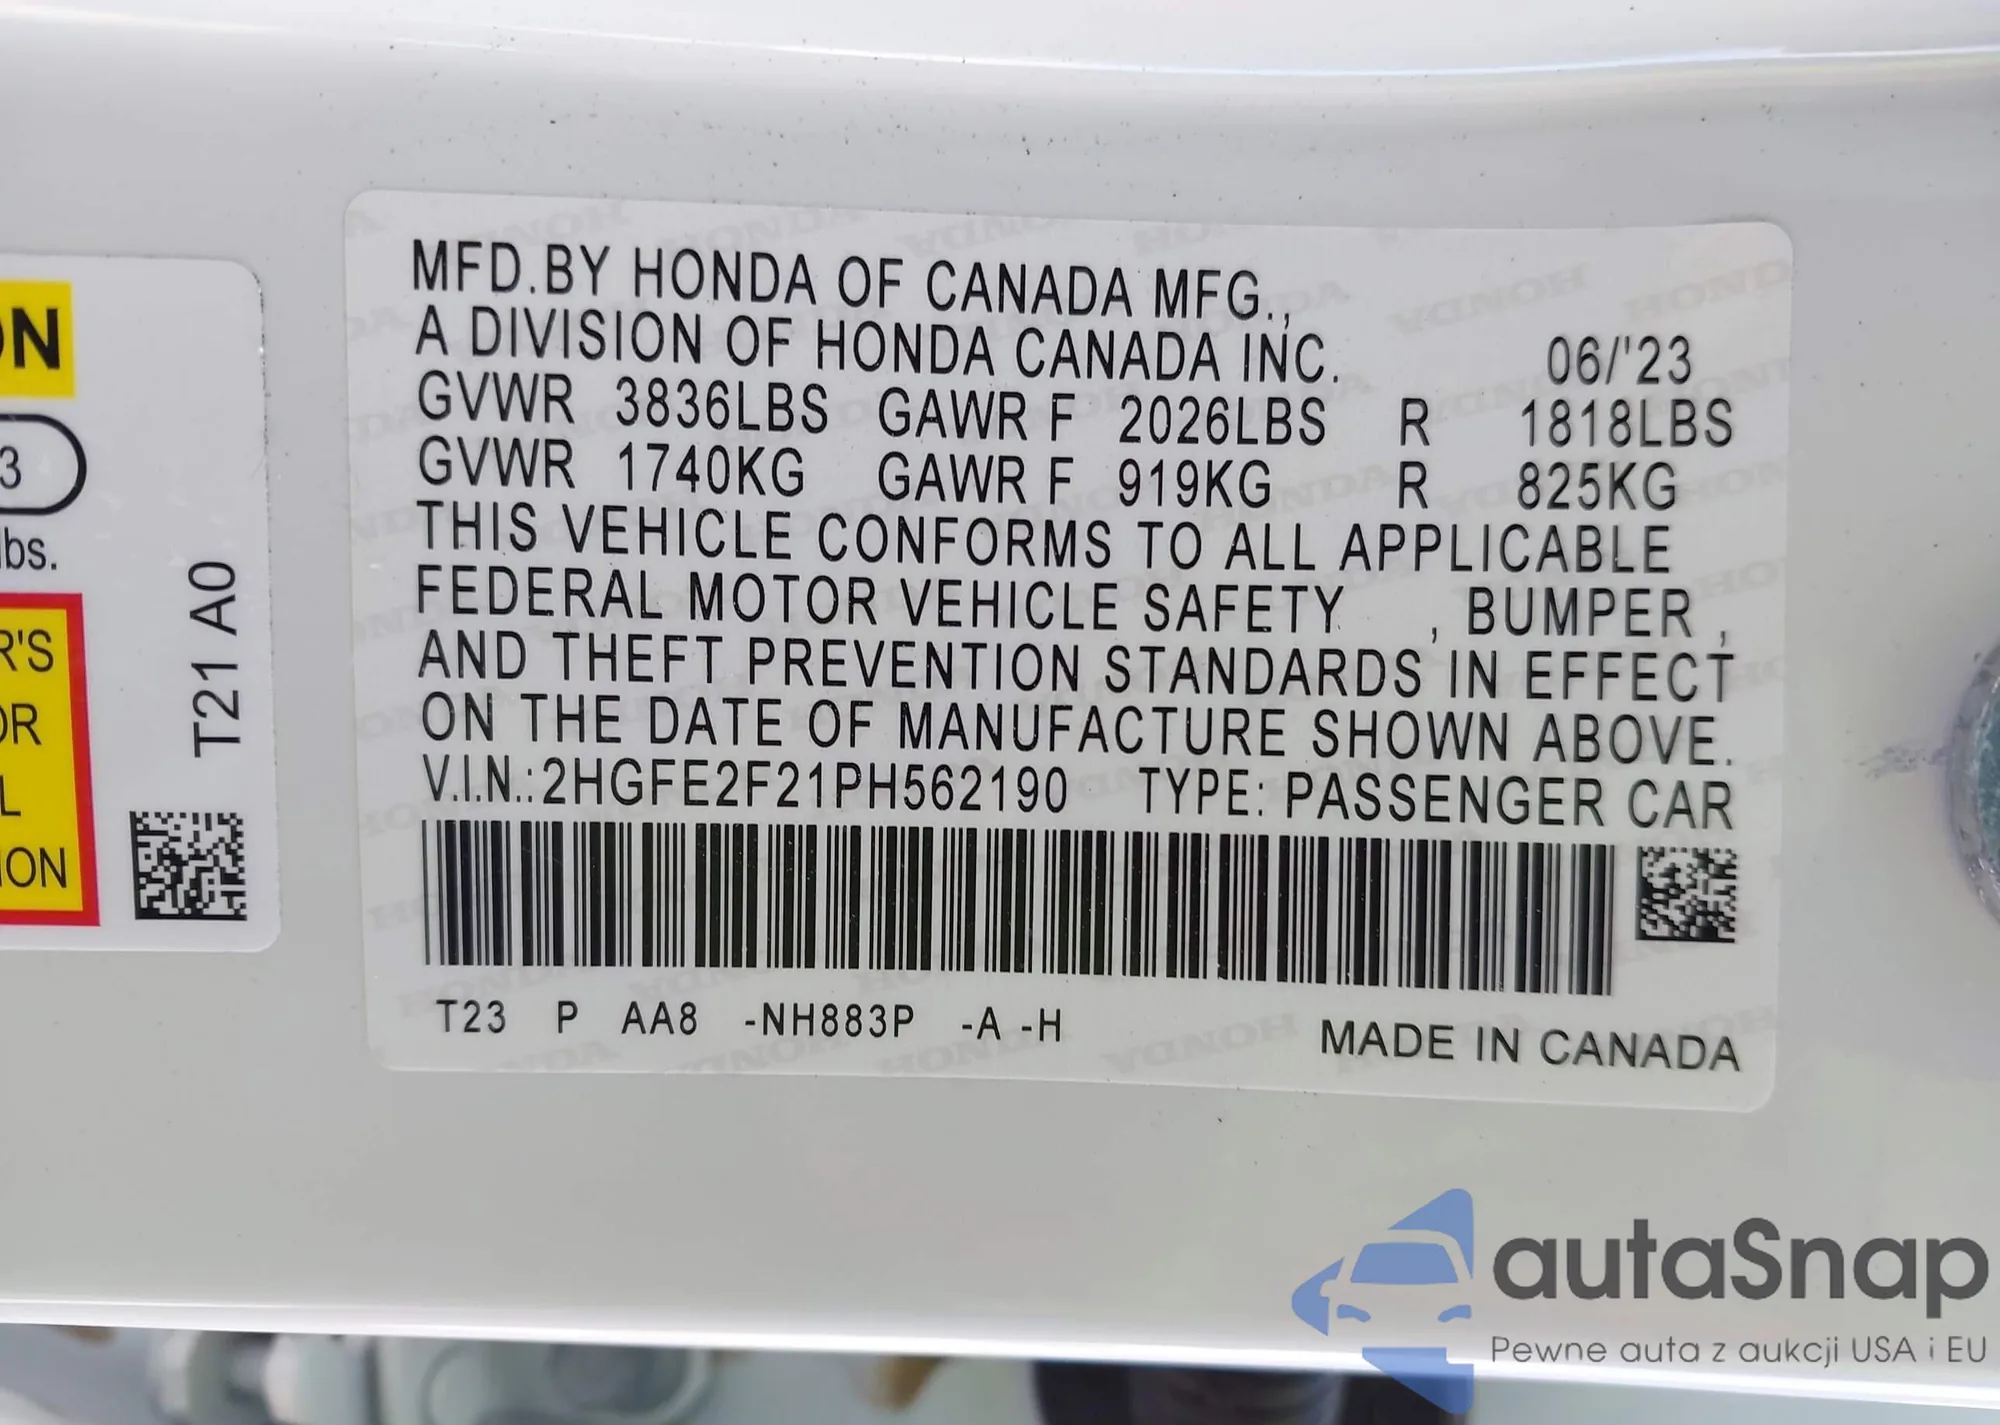 MFD.BY HONDA OF CANADA MFG.,
A DIVISION OF HONDA CANADA INC. 06/'23
GVWR 3836LBS GAWR F 2026LBS R 1818LBS
GVWR 1740KG GAWR F 919KG R 825KG
THIS VEHICLE CONFORMS TO ALL APPLICABLE
FEDERAL MOTOR VEHICLE SAFETY , BUMPER ,
AND THEFT PREVENTION STANDARDS IN EFFECT
ON THE DATE OF MANUFACTURE SHOWN ABOVE.
V.I.N.:2HGFE2F21PH562190 TYPE: PASSENGER CAR
T23 P AA8 -NH883P -A -H
MADE IN CANADA
ON
3
lbs.
R'S
OR
L
ION
T21 A0
autaSnap
Pewne auta z aukcji USA i EU